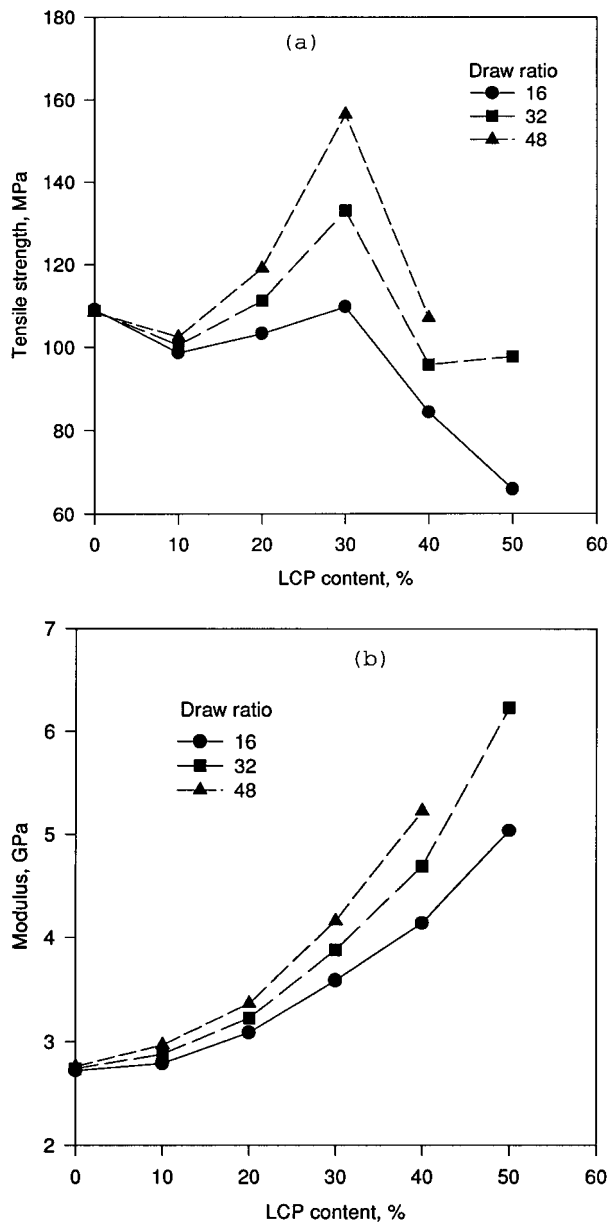 (a)
Draw ratio
16
32
48
180
160
140
120
100
80
60
Tensile strength, MPa
0 10 20 30 40 50 60
LCP content, %
(b)
Draw ratio
16
32
48
7
6
5
4
3
2
Modulus, GPa
0 10 20 30 40 50 60
LCP content, %